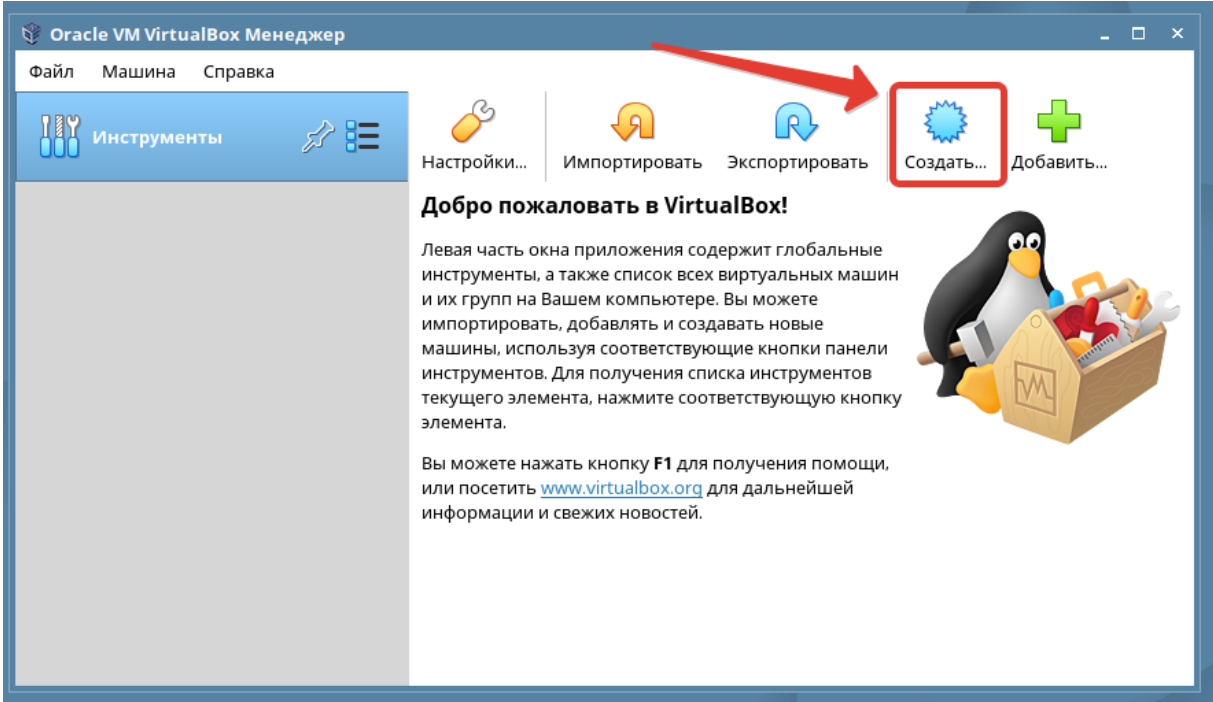 Oracle VM VirtualBox Менеджер
Файл Машина Справка
Инструменты
Настройки... Импортировать Экспортировать Создать... Добавить...
Добро пожаловать в VirtualBox!
Левая часть окна приложения содержит глобальные
инструменты, а также список всех виртуальных машин
и их групп на Вашем компьютере. Вы можете
импортировать, добавлять и создавать новые
машины, используя соответствующие кнопки панели
инструментов. Для получения списка инструментов
текущего элемента, нажмите соответствующую кнопку
элемента.
Вы можете нажать кнопку F1 для получения помощи,
или посетить www.virtualbox.org для дальнейшей
информации и свежих новостей.